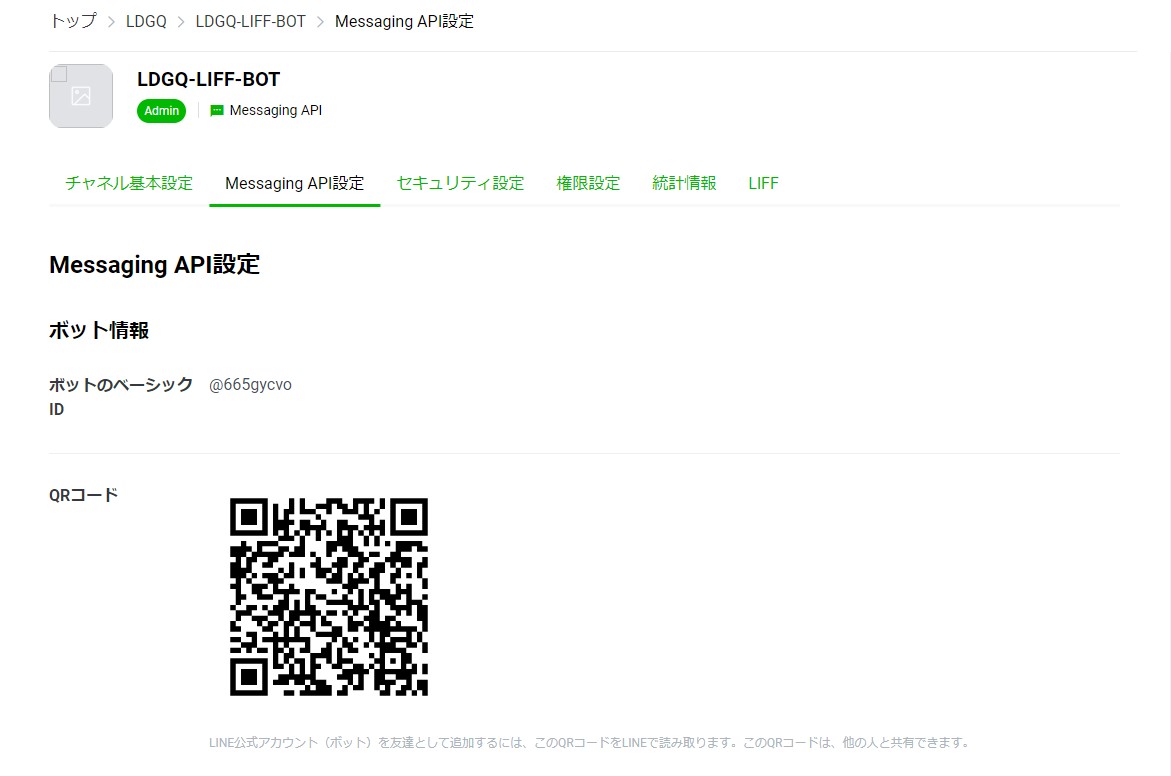 トップ > LDGQ > LDGQ-LIFF-BOT > Messaging API設定
LDGQ-LIFF-BOT
Admin Messaging API
チャネル基本設定 Messaging API設定 セキュリティ設定 権限設定 統計情報 LIFF
Messaging API設定
ボット情報
ボットのベーシック @665gycvo
ID
QRコード
LINE公式アカウント（ボット）を友達として追加するには、このQRコードをLINEで読み取ります。このQRコードは、他の人と共有できます。